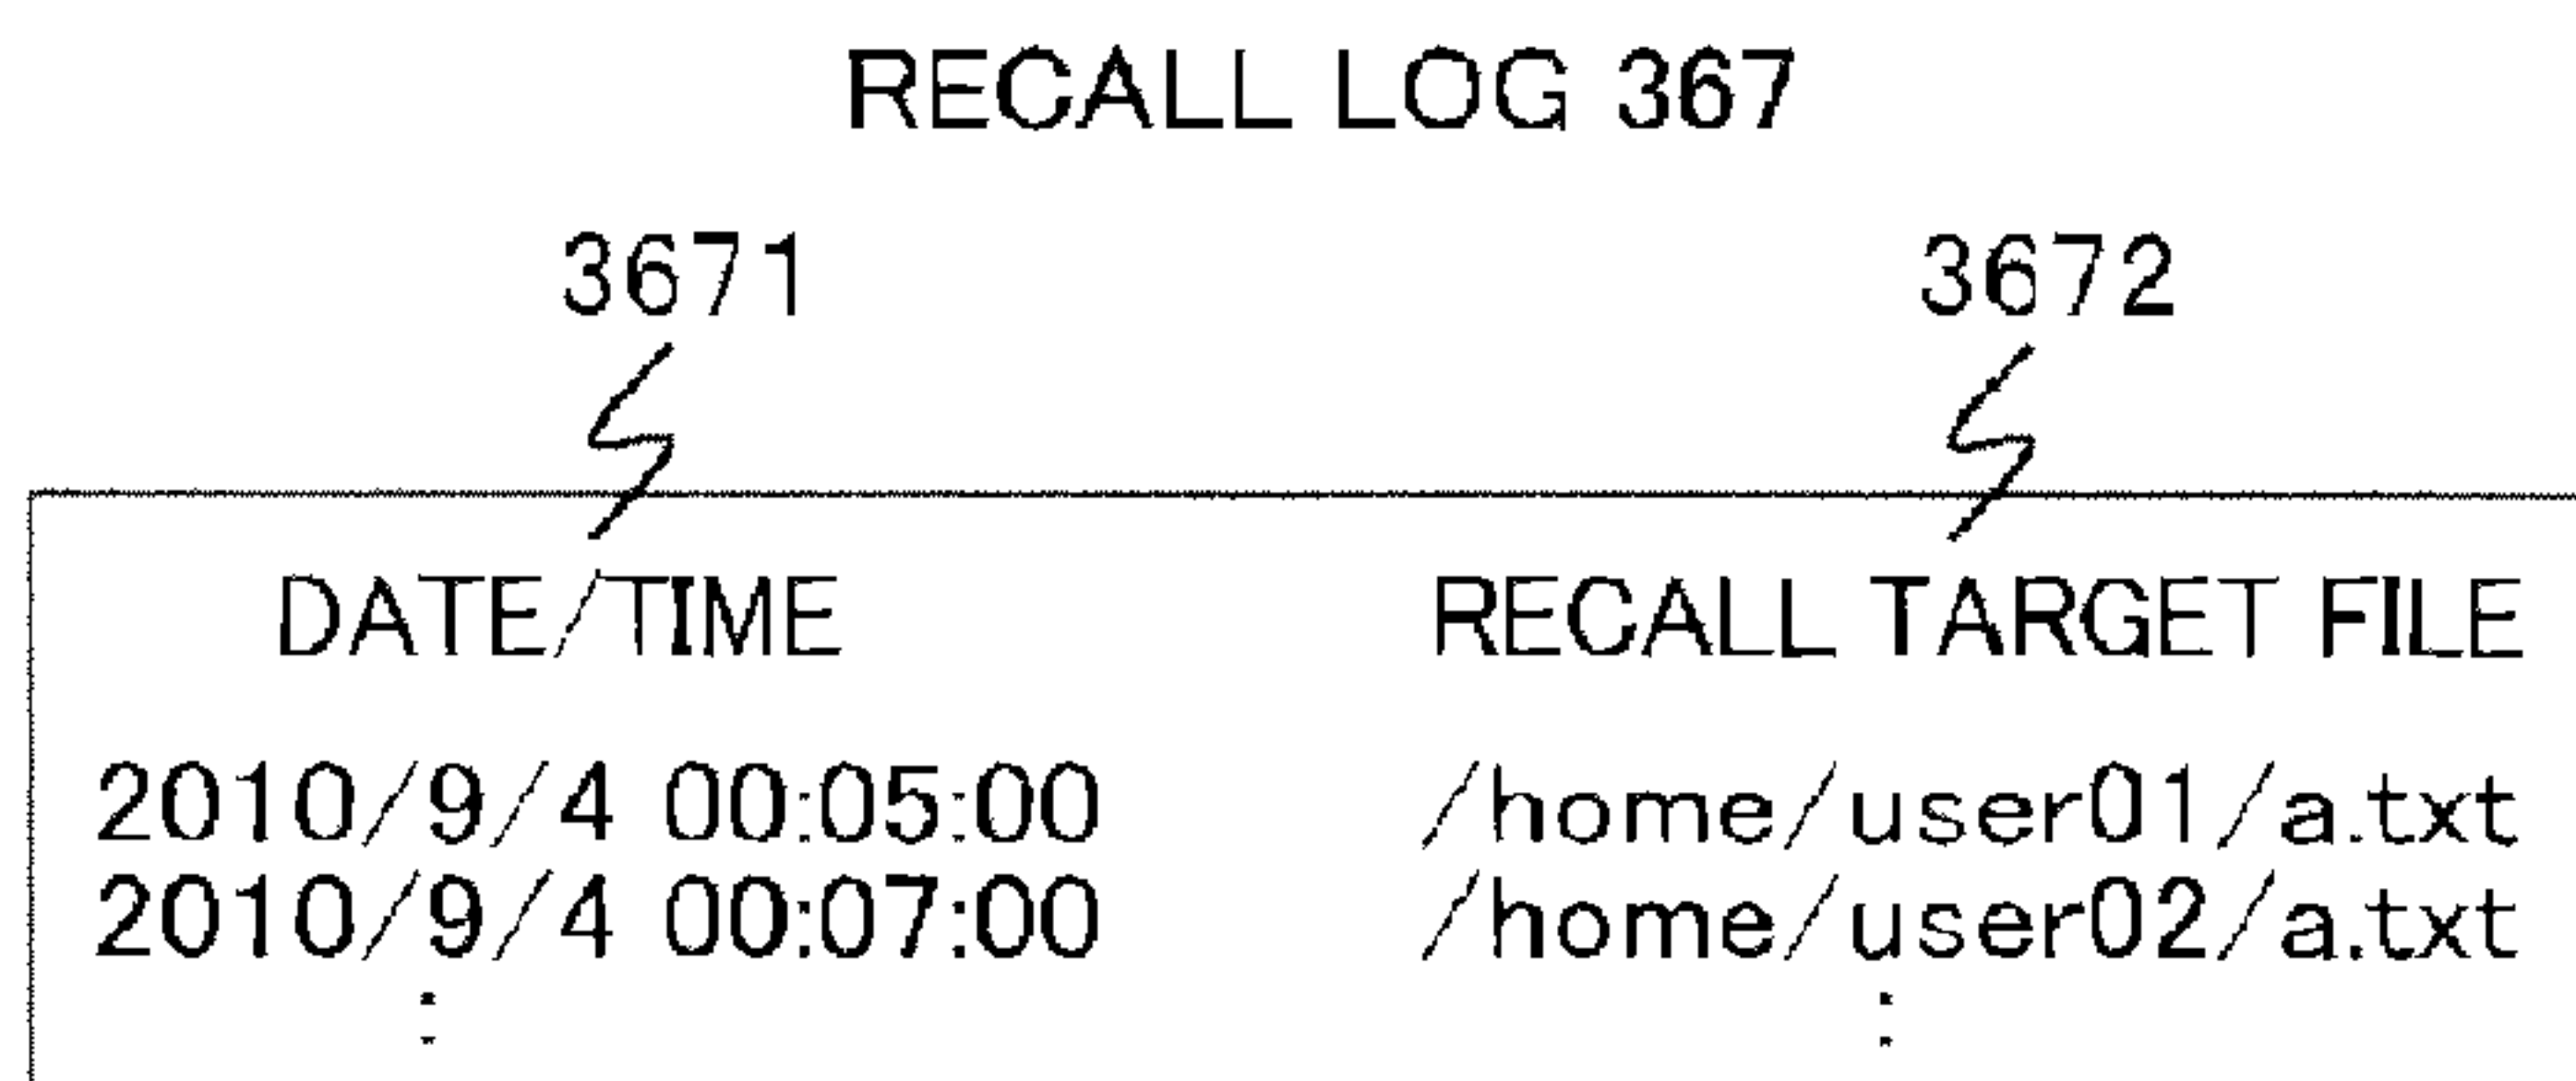 RECALL LOG 367
3671 3672
DATE/TIME RECALL TARGET FILE
2010/9/4 00:05:00 /home/user01/a.txt
2010/9/4 00:07:00 /home/user02/a.txt
: :